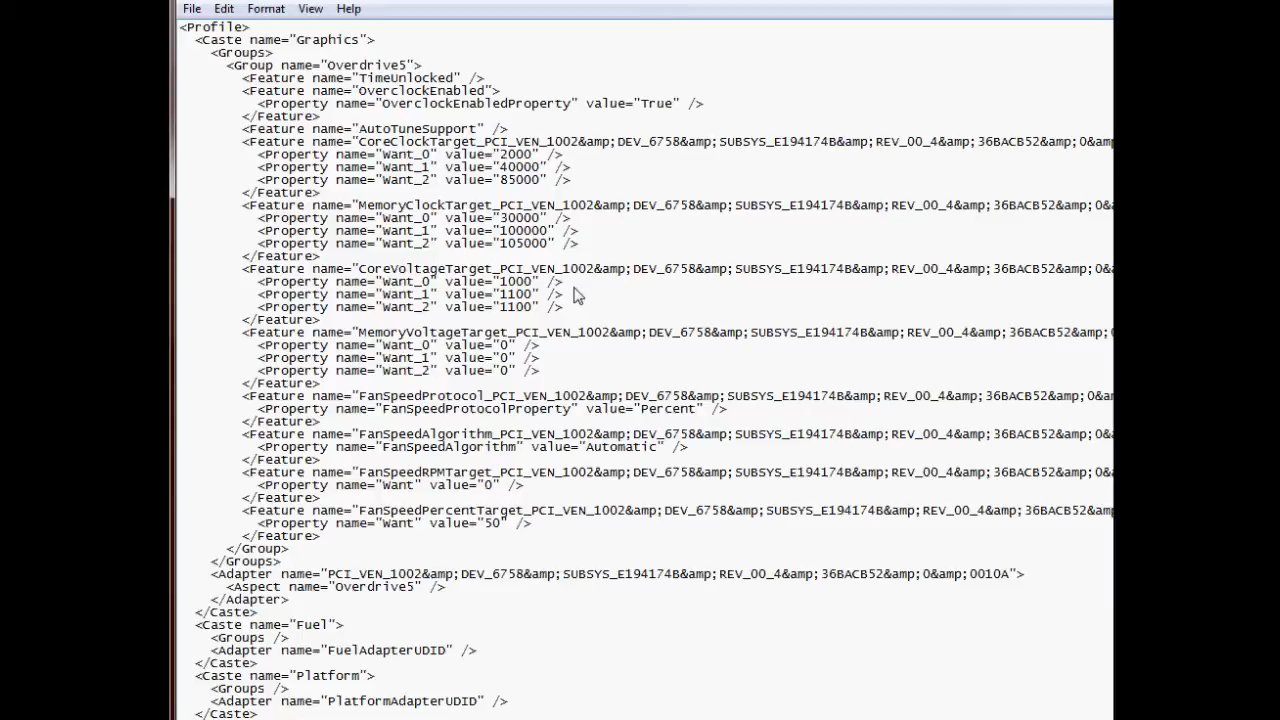 File Edit Format View Help
<Profile>
<Caste name="Graphics">
<Groups>
<Group name="Overdrive5">
<Feature name="TimeUnlocked" />
<Feature name="OverclockEnabled">
<Property name="OverclockEnabledProperty" value="True" />
</Feature>
<Feature name="AutoTuneSupport" />
<Feature name="CoreClockTarget_PCI_VEN_1002&amp;DEV_6758&amp;SUBSYS_E194174B&amp;REV_00_4&amp;36BACB52&amp;0&am
<Property name="Want_0" value="2000" />
<Property name="Want_1" value="40000" />
<Property name="Want_2" value="85000" />
</Feature>
<Feature name="MemoryClockTarget_PCI_VEN_1002&amp;DEV_6758&amp;SUBSYS_E194174B&amp;REV_00_4&amp;36BACB52&amp;0&
<Property name="Want_0" value="30000" />
<Property name="Want_1" value="100000" />
<Property name="Want_2" value="105000" />
</Feature>
<Feature name="CoreVoltageTarget_PCI_VEN_1002&amp;DEV_6758&amp;SUBSYS_E194174B&amp;REV_00_4&amp;36BACB52&amp;0&
<Property name="Want_0" value="1000" />
<Property name="Want_1" value="1100" />
<Property name="Want_2" value="1100" />
</Feature>
<Feature name="MemoryVoltageTarget_PCI_VEN_1002&amp;DEV_6758&amp;SUBSYS_E194174B&amp;REV_00_4&amp;36BACB52&amp;0
<Property name="Want_0" value="0" />
<Property name="Want_1" value="0" />
<Property name="Want_2" value="0" />
</Feature>
<Feature name="FanSpeedProtocol_PCI_VEN_1002&amp;DEV_6758&amp;SUBSYS_E194174B&amp;REV_00_4&amp;36BACB52&amp;0&a
<Property name="FanSpeedProtocolProperty" value="Percent" />
</Feature>
<Feature name="FanSpeedAlgorithm_PCI_VEN_1002&amp;DEV_6758&amp;SUBSYS_E194174B&amp;REV_00_4&amp;36BACB52&amp;0&
<Property name="FanSpeedAlgorithm" value="Automatic" />
</Feature>
<Feature name="FanSpeedRPMTarget_PCI_VEN_1002&amp;DEV_6758&amp;SUBSYS_E194174B&amp;REV_00_4&amp;36BACB52&amp;0&
<Property name="Want" value="0" />
</Feature>
<Feature name="FanSpeedPercentTarget_PCI_VEN_1002&amp;DEV_6758&amp;SUBSYS_E194174B&amp;REV_00_4&amp;36BACB52&am
<Property name="Want" value="50" />
</Feature>
</Group>
</Groups>
<Adapter name="PCI_VEN_1002&amp;DEV_6758&amp;SUBSYS_E194174B&amp;REV_00_4&amp;36BACB52&amp;0&amp;0010A">
<Aspect name="Overdrive5" />
</Adapter>
</Caste>
<Caste name="Fuel">
<Groups />
<Adapter name="FuelAdapterUDID" />
</Caste>
<Caste name="Platform">
<Groups />
<Adapter name="PlatformAdapterUDID" />
</Caste>